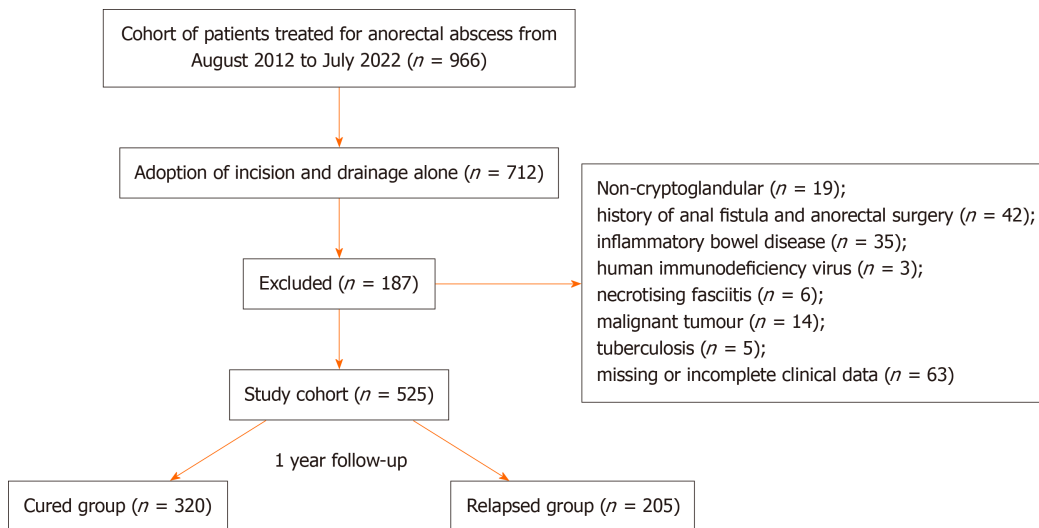 Cohort of patients treated for anorectal abscess from
August 2012 to July 2022 (n = 966)
Adoption of incision and drainage alone (n = 712)
Excluded (n = 187)
Non-cryptoglandular (n = 19);
history of anal fistula and anorectal surgery (n = 42);
inflammatory bowel disease (n = 35);
human immunodeficiency virus (n = 3);
necrotising fasciitis (n = 6);
malignant tumour (n = 14);
tuberculosis (n = 5);
missing or incomplete clinical data (n = 63)
Study cohort (n = 525)
1 year follow-up
Cured group (n = 320)
Relapsed group (n = 205)